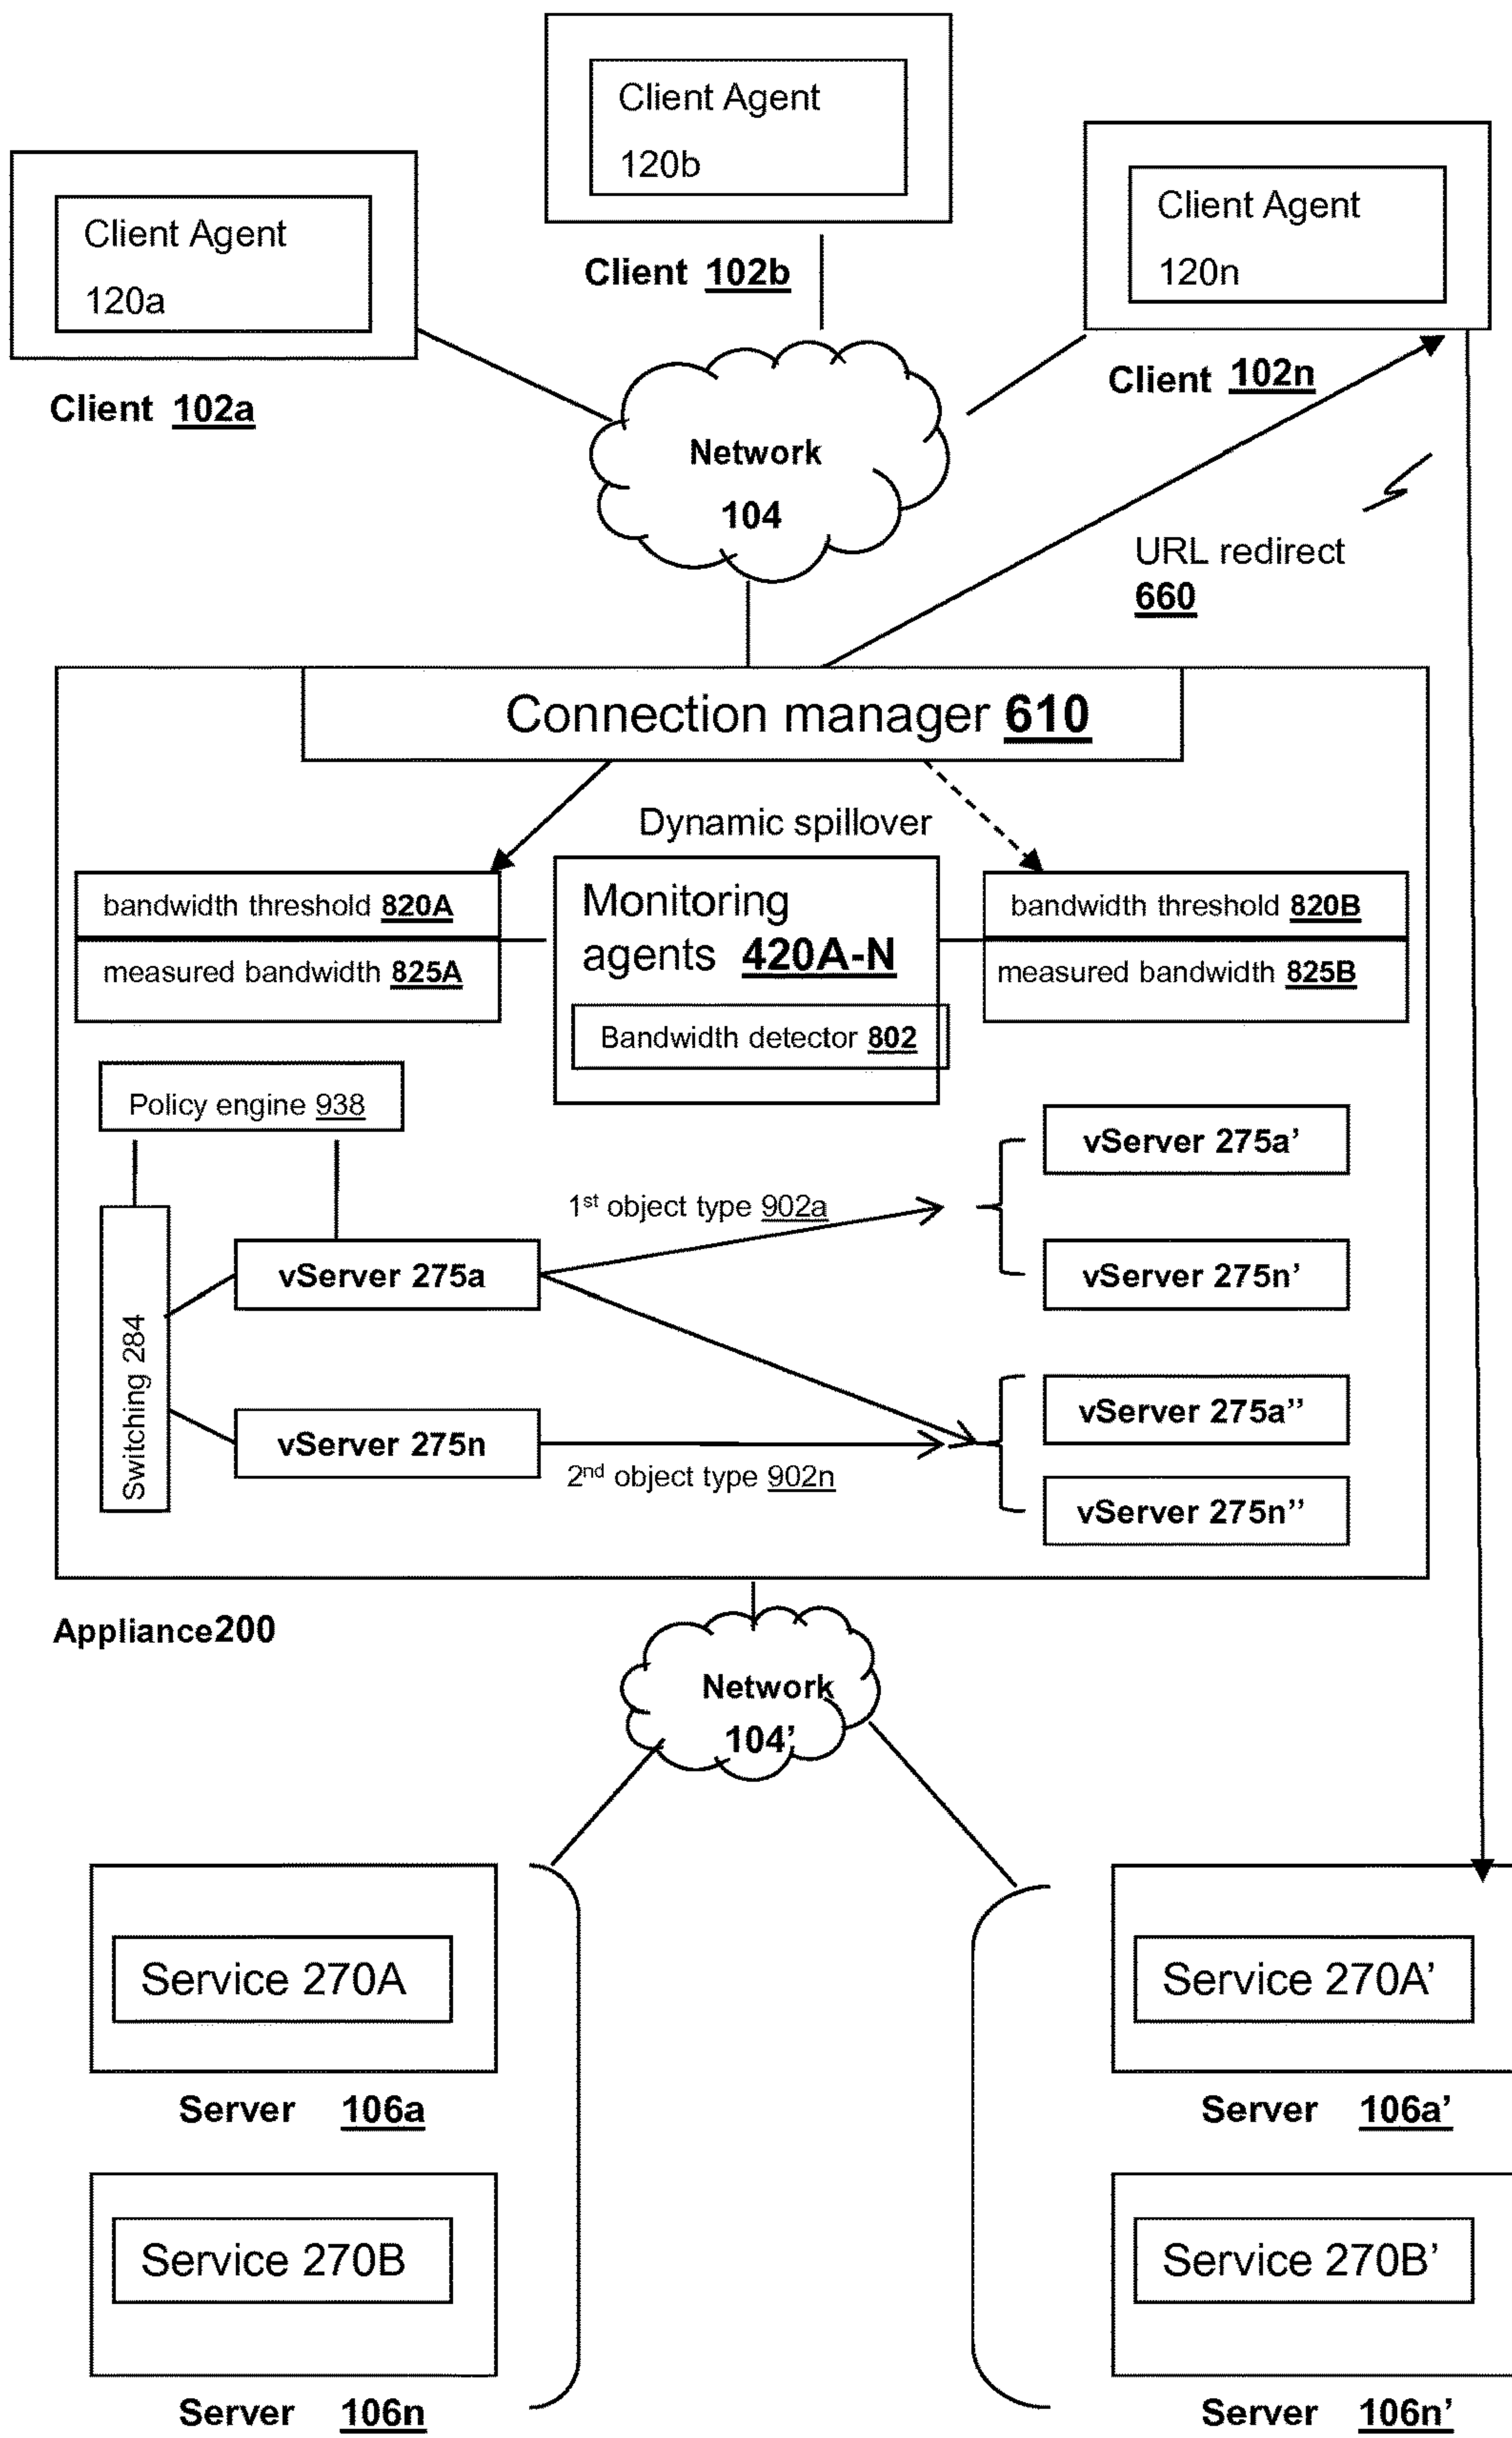 Client Agent
120b
Client Agent
120n
Client Agent
120a
Client 102b
Client 102n
Client 102a
Network
104
URL redirect
660
Connection manager 610
Dynamic spillover
bandwidth threshold 820A
measured bandwidth 825A
Monitoring
agents 420A-N
Bandwidth detector 802
bandwidth threshold 820B
measured bandwidth 825B
Policy engine 938
vServer 275a’
1st object type 902a
vServer 275a
vServer 275n’
Switching 284
vServer 275a’’
vServer 275n
2nd object type 902n
vServer 275n’’
Appliance200
Network
104’
Service 270A
Server 106a
Service 270A’
Server 106a’
Service 270B
Server 106n
Service 270B’
Server 106n’